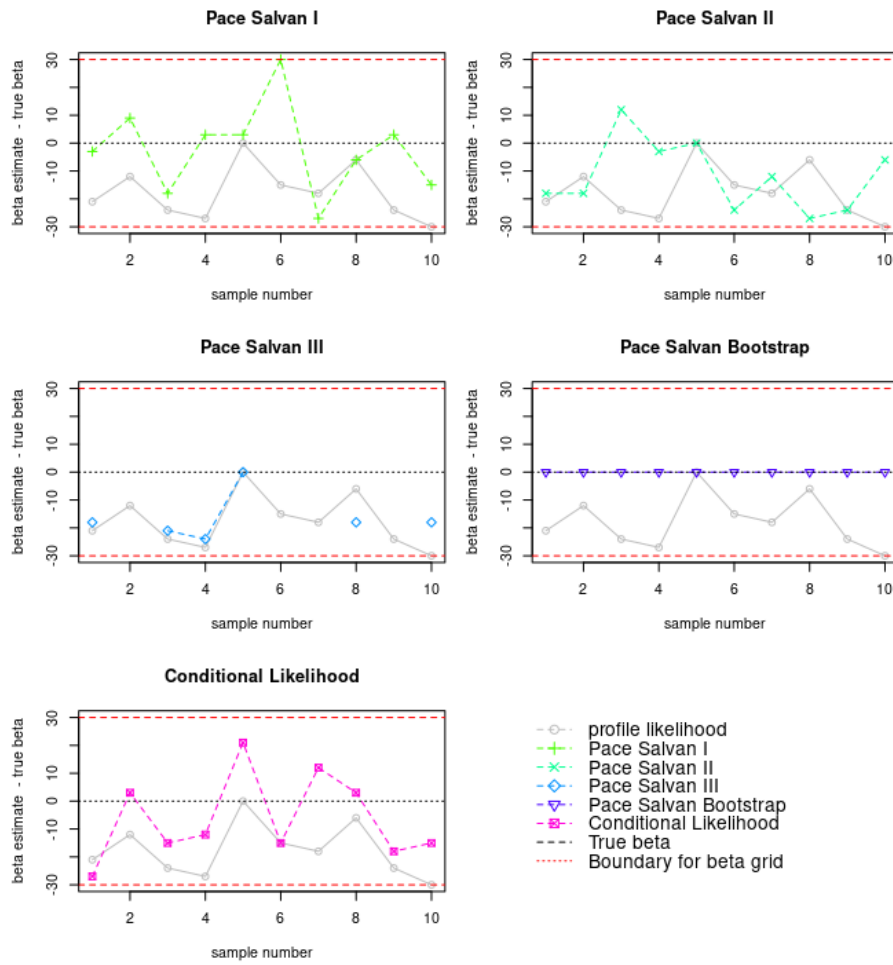 Pace Salvan I
beta estimate - true beta
30
10
0
-10
-30
2 4 6 8 10
sample number
Pace Salvan II
beta estimate - true beta
30
10
0
-10
-30
2 4 6 8 10
sample number
Pace Salvan III
beta estimate - true beta
30
10
0
-10
-30
2 4 6 8 10
sample number
Pace Salvan Bootstrap
beta estimate - true beta
30
10
0
-10
-30
2 4 6 8 10
sample number
Conditional Likelihood
beta estimate - true beta
30
10
0
-10
-30
2 4 6 8 10
sample number
profile likelihood
Pace Salvan I
Pace Salvan II
Pace Salvan III
Pace Salvan Bootstrap
Conditional Likelihood
True beta
Boundary for beta grid